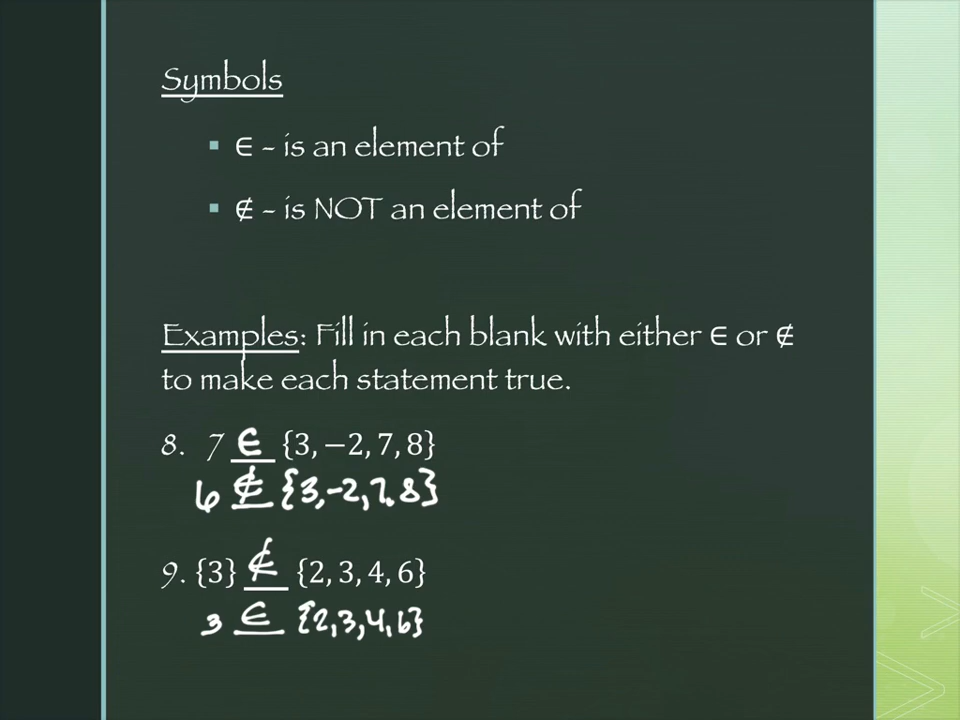 Symbols
▪ ∈ – is an element of
▪ ∉ – is NOT an element of
Examples: Fill in each blank with either ∈ or ∉
to make each statement true.
8. 7 ∈ {3, −2, 7, 8}
6 ∉ {3,-2,7,8}
9. {3} ∉ {2, 3, 4, 6}
3 ∈ {2,3,4,6}